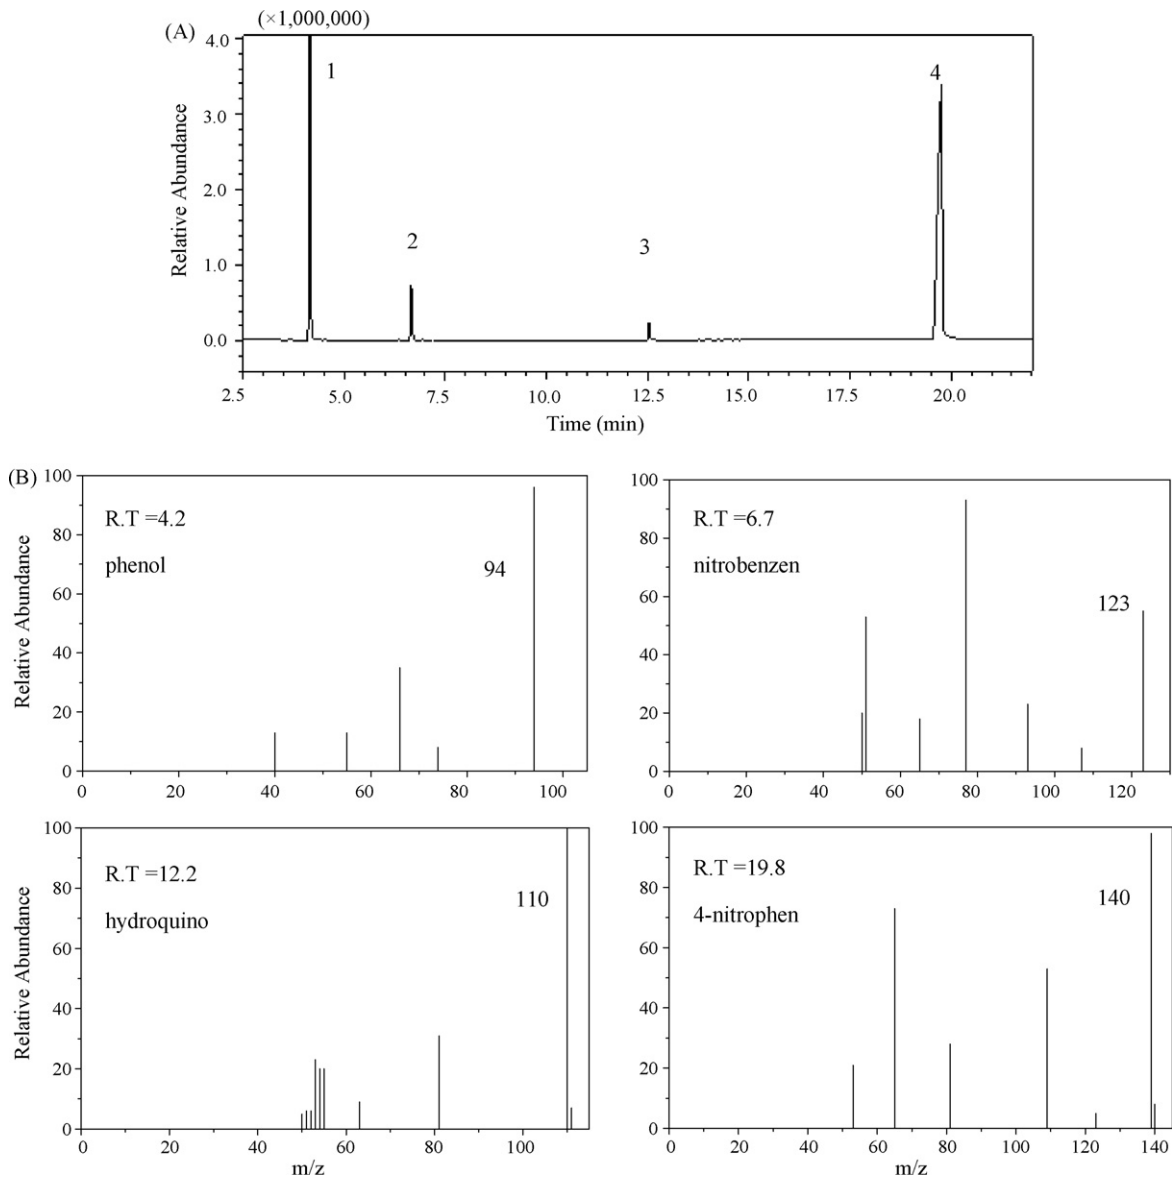 (A)
(×1,000,000)
4.0
3.0
2.0
1.0
0.0
Relative Abundance
1
2
3
4
2.5 5.0 7.5 10.0 12.5 15.0 17.5 20.0
Time (min)
(B)
100
80
60
40
20
0
Relative Abundance
R.T =4.2
phenol
94
0 20 40 60 80 100
100
80
60
40
20
0
R.T =6.7
nitrobenzen
123
0 20 40 60 80 100 120
100
80
60
40
20
0
Relative Abundance
R.T =12.2
hydroquino
110
0 20 40 60 80 100
m/z
100
80
60
40
20
0
R.T =19.8
4-nitrophen
140
0 20 40 60 80 100 120 140
m/z